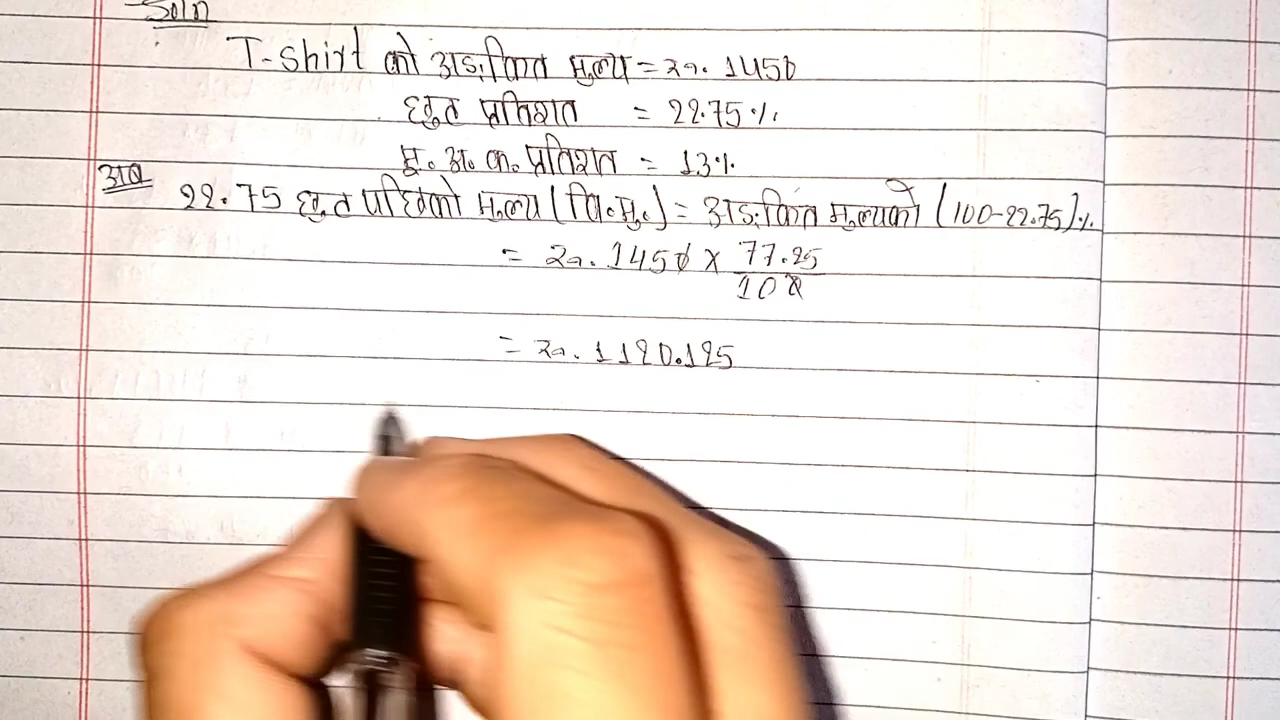 Soln
T-Shirt को अङ्कित मुल्य = रु. 1450
छुत प्रतिशत = 22.75%
मु. अ. क. प्रतिशत = 13%
अब 22.75 छुत पछिको मुल्य (वि.मु.) = अङ्कित मुल्यको (100-22.75)%
= रु. 1450 × 77.25
100
= रु. 1120.125